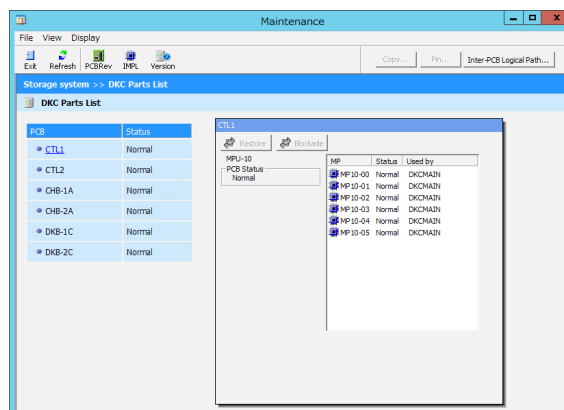 Maintenance
File View Display
Exit Refresh PCBRev IMPL Version Copy... Pin... Inter-PCB Logical Path...
Storage system >> DKC Parts List
DKC Parts List
PCB Status
CTL1 Normal
CTL2 Normal
CHB-1A Normal
CHB-2A Normal
DKB-1C Normal
DKB-2C Normal
CTL1
Restore Blockade
MPU-10
PCB Status
Normal
MP Status Used by
MP10-00 Normal DKCMAIN
MP10-01 Normal DKCMAIN
MP10-02 Normal DKCMAIN
MP10-03 Normal DKCMAIN
MP10-04 Normal DKCMAIN
MP10-05 Normal DKCMAIN